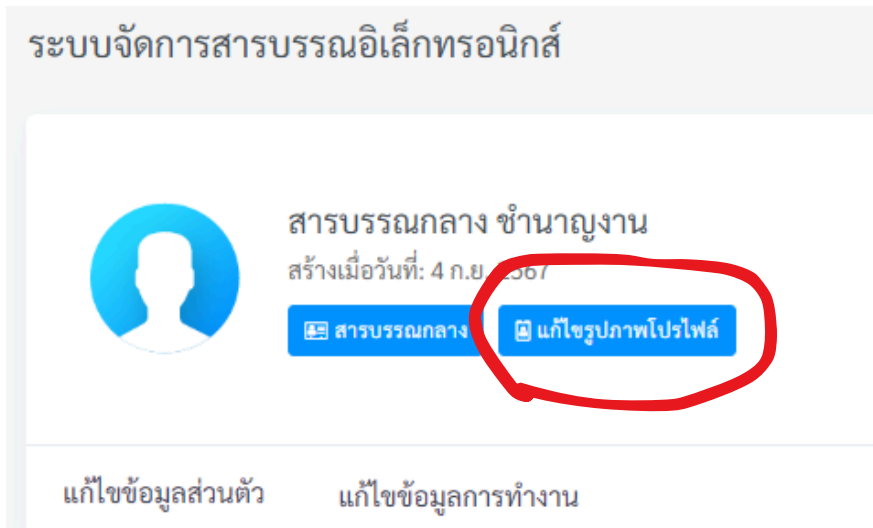 ระบบจัดการสารบรรณอิเล็กทรอนิกส์
สารบรรณกลาง ชำนาญงาน
สร้างเมื่อวันที่: 4 ก.ย. 2567
สารบรรณกลาง แก้ไขรูปภาพโปรไฟล์
แก้ไขข้อมูลส่วนตัว แก้ไขข้อมูลการทำงาน